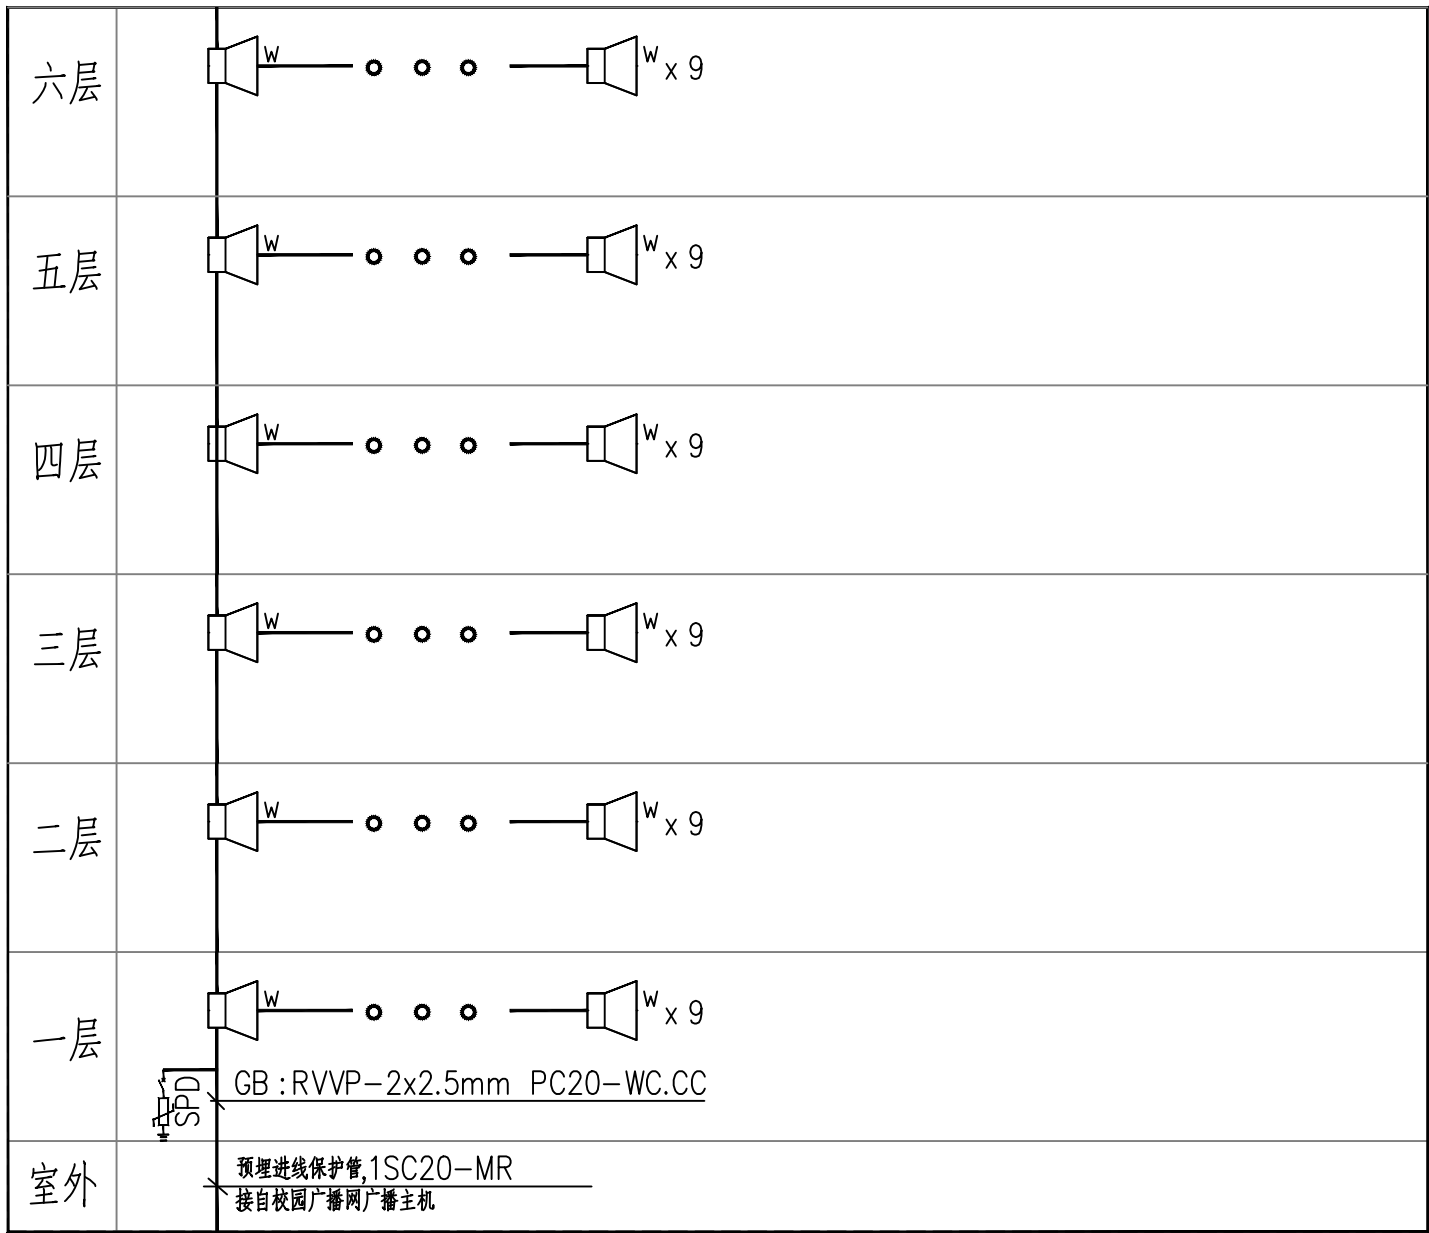 六层
W
W x 9
五层
W
W x 9
四层
W
W x 9
三层
W
W x 9
二层
W
W x 9
一层
W
W x 9
SPD
GB :RVVP-2x2.5mm PC20-WC.CC
室外
预埋进线保护管,1SC20-MR
接自校园广播网广播主机